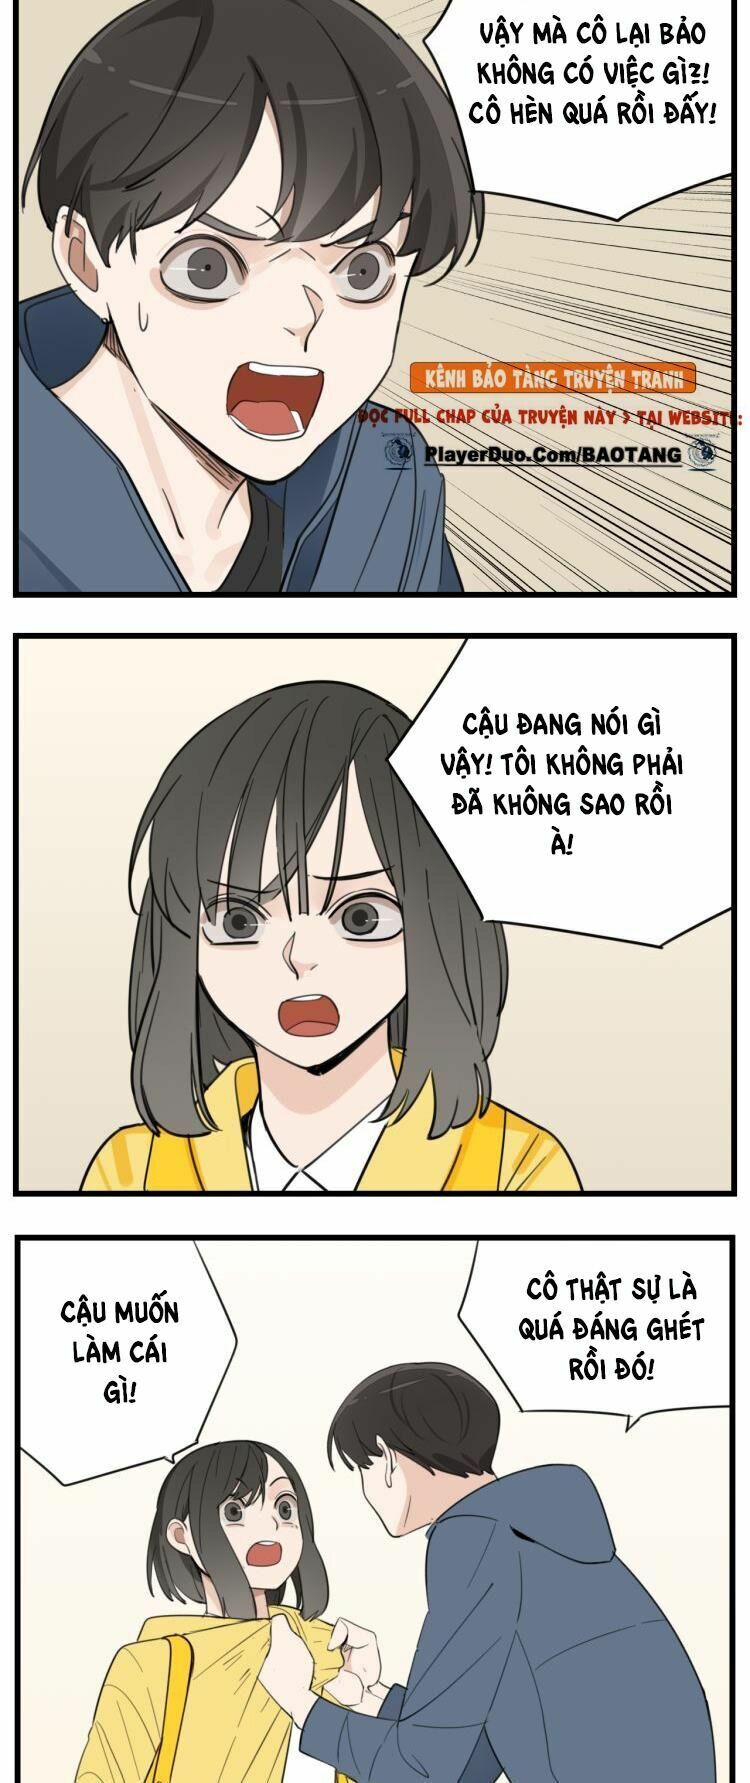 VẬY MÀ CÔ LẠI BẢO
KHÔNG CÓ VIỆC GÌ?!
CÔ HÈN QUÁ RỒI ĐẤY!
KÊNH BẢO TÀNG TRUYỆN TRANH
ĐỌC FULL CHAP CỦA TRUYỆN NÀY > TẠI WEBSITE:
PlayerDuo.Com/BAOTANG
CẬU ĐANG NÓI GÌ
VẬY! TÔI KHÔNG PHẢI
ĐÃ KHÔNG SAO RỒI
À!
CẬU MUỐN
LÀM CÁI
GÌ!
CÔ THẬT SỰ LÀ
QUÁ ĐÁNG GHÉT
RỒI ĐÓ!